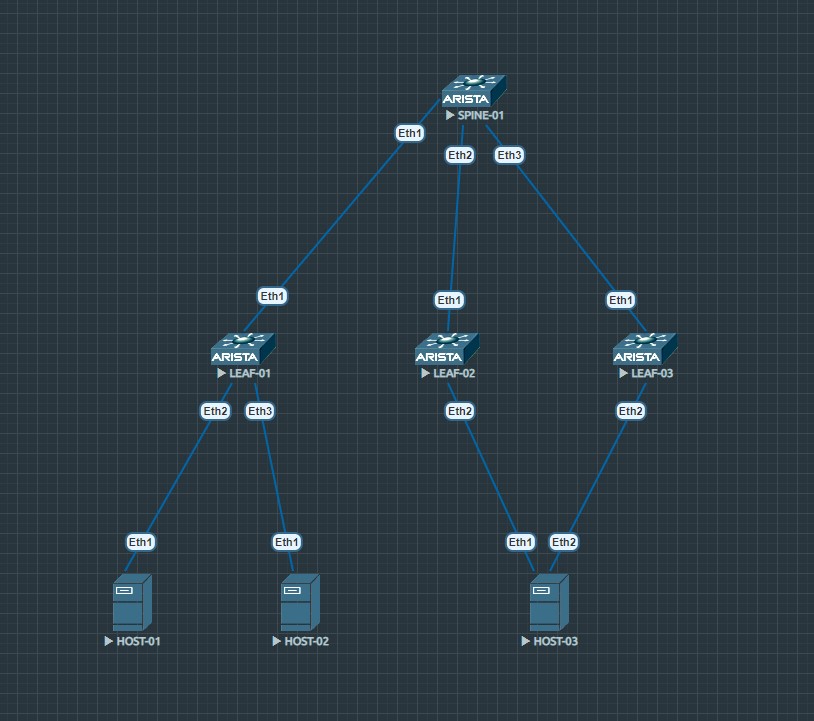 ARISTA
SPINE-01
Eth1
Eth2
Eth3
Eth1
Eth1
Eth1
ARISTA
ARISTA
ARISTA
LEAF-01
LEAF-02
LEAF-03
Eth2
Eth3
Eth2
Eth2
Eth1
Eth1
Eth1
Eth2
HOST-01
HOST-02
HOST-03